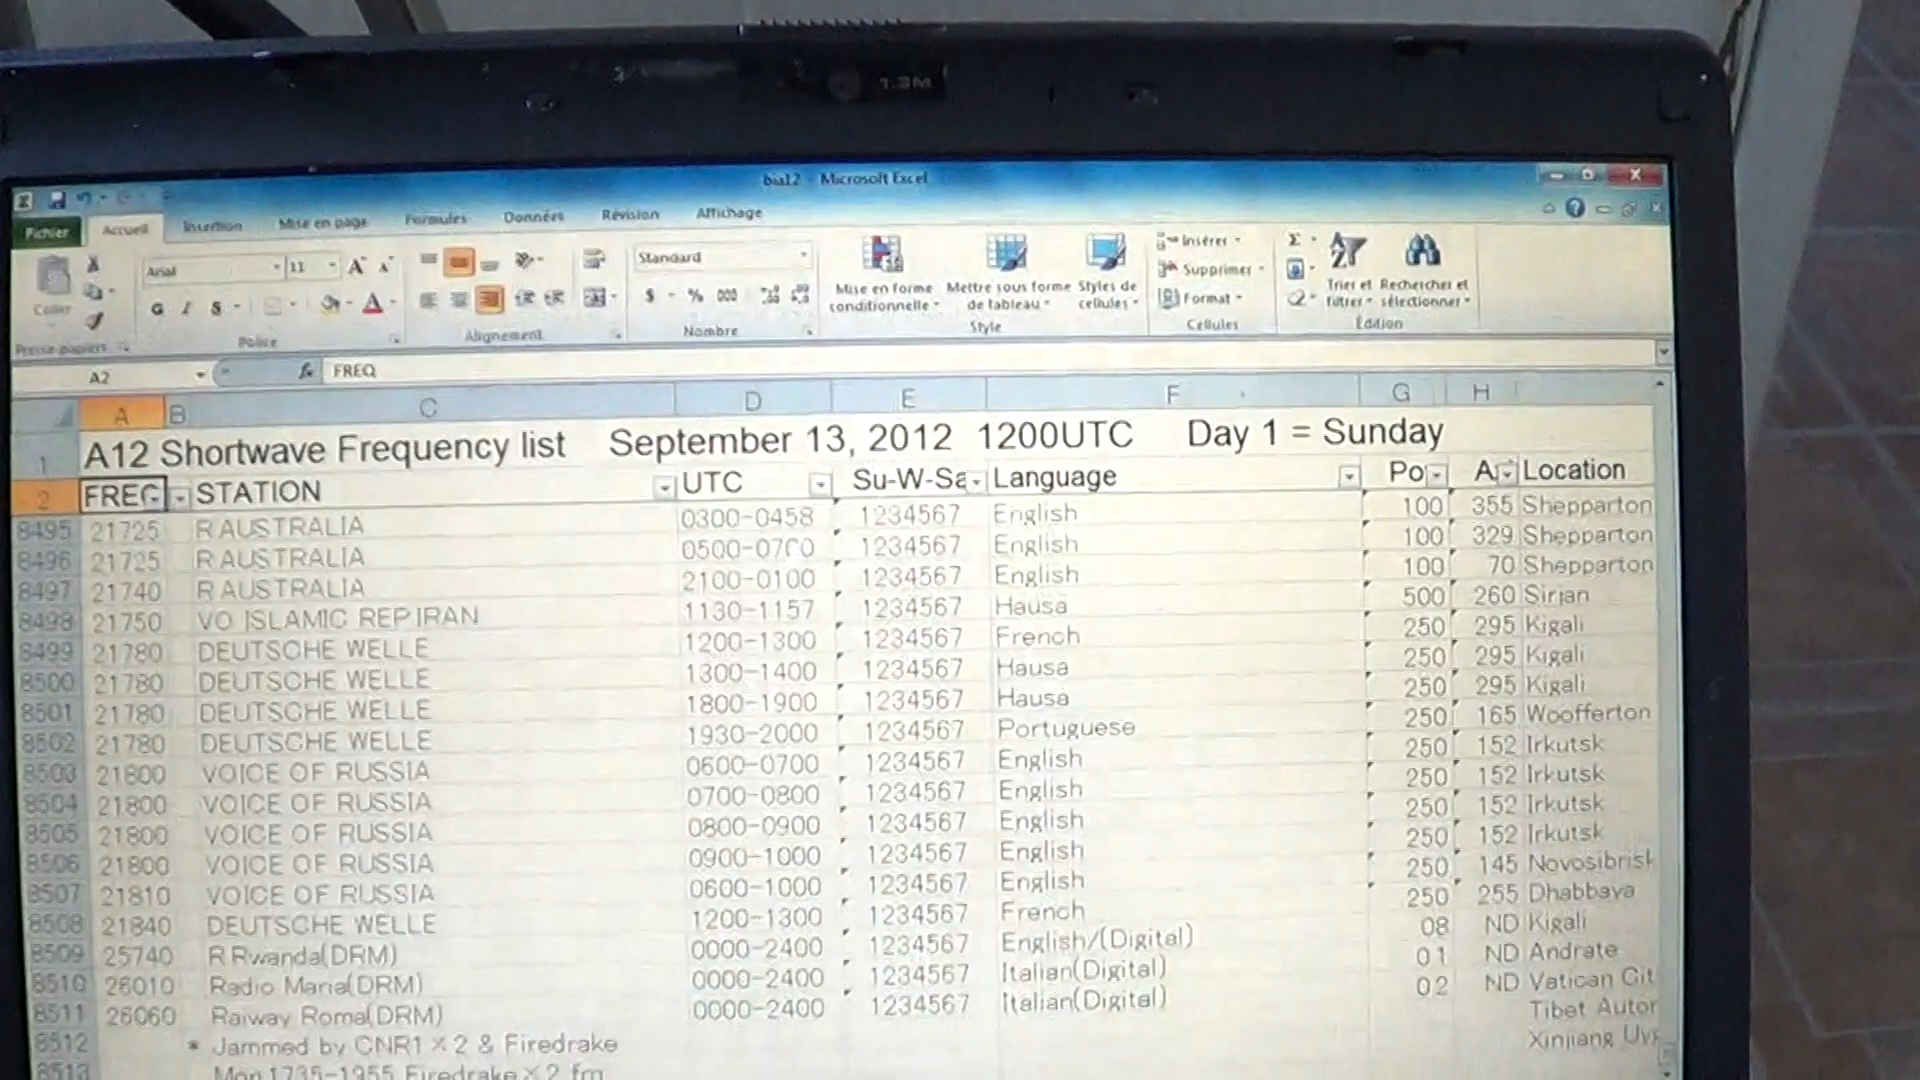 1.3M
bia12 - Microsoft Excel
Fichier Accueil Insertion Mise en page Formules Données Révision Affichage
Arial 11 A A Standard Insérer Σ
Coller G I S A $ % 000 Mise en forme conditionnelle Mettre sous forme de tableau Styles de cellules Supprimer Format Trier et filtrer Rechercher et sélectionner
Presse-papiers Police Alignement Nombre Style Cellules Édition
A2 fx FREQ
A B C D E F G H
1 A12 Shortwave Frequency list September 13, 2012 1200UTC Day 1 = Sunday
2 FREQ STATION UTC Su-W-Sa Language Po A Location
8495 21725 R AUSTRALIA 0300-0458 1234567 English 100 355 Shepparton
8496 21725 R AUSTRALIA 0500-0700 1234567 English 100 329 Shepparton
8497 21740 R AUSTRALIA 2100-0100 1234567 English 100 70 Shepparton
8498 21750 VO ISLAMIC REP.IRAN 1130-1157 1234567 Hausa 500 260 Sirjan
8499 21780 DEUTSCHE WELLE 1200-1300 1234567 French 250 295 Kigali
8500 21780 DEUTSCHE WELLE 1300-1400 1234567 Hausa 250 295 Kigali
8501 21780 DEUTSCHE WELLE 1800-1900 1234567 Hausa 250 295 Kigali
8502 21780 DEUTSCHE WELLE 1930-2000 1234567 Portuguese 250 165 Woofferton
8503 21800 VOICE OF RUSSIA 0600-0700 1234567 English 250 152 Irkutsk
8504 21800 VOICE OF RUSSIA 0700-0800 1234567 English 250 152 Irkutsk
8505 21800 VOICE OF RUSSIA 0800-0900 1234567 English 250 152 Irkutsk
8506 21800 VOICE OF RUSSIA 0900-1000 1234567 English 250 152 Irkutsk
8507 21810 VOICE OF RUSSIA 0600-1000 1234567 English 250 145 Novosibrisk
8508 21840 DEUTSCHE WELLE 1200-1300 1234567 French 250 255 Dhabbaya
8509 25740 R Rwanda(DRM) 0000-2400 1234567 English/(Digital) 08 ND Kigali
8510 26010 Radio Maria(DRM) 0000-2400 1234567 Italian(Digital) 01 ND Andrate
8511 26060 Raiway Roma(DRM) 0000-2400 1234567 Italian(Digital) 02 ND Vatican Cit
8512 * Jammed by CNR1×2 & Firedrake Tibet Autor
8513 Mon.1735-1955 Firedrake×2 fm Xinjiang Uy